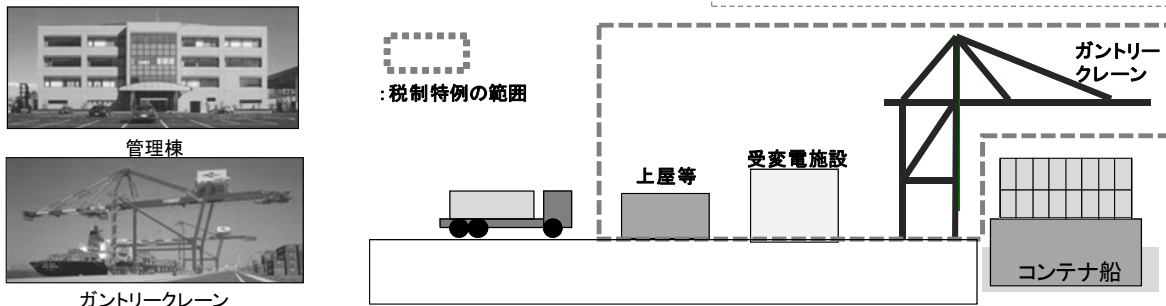 管理棟
ガントリークレーン
:税制特例の範囲
上屋等
受変電施設
ガントリー
クレーン
コンテナ船